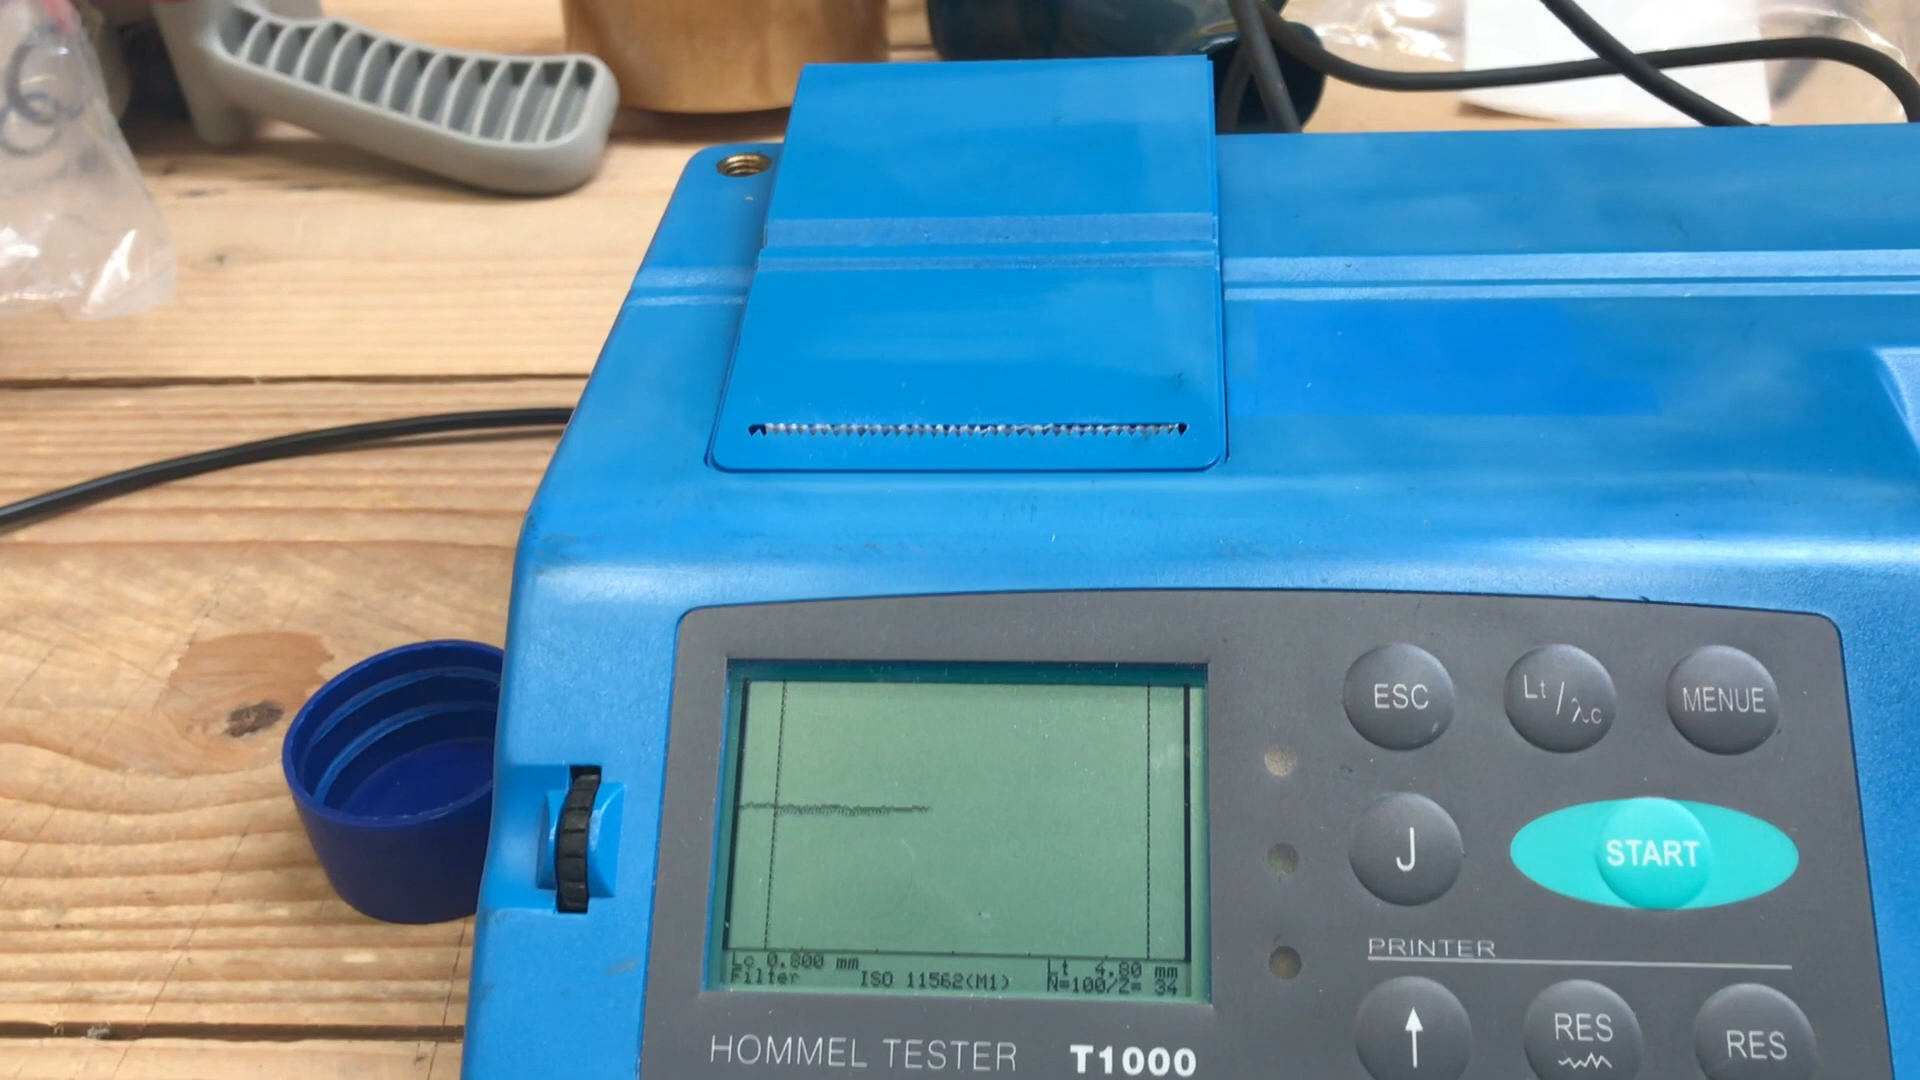 ESC
Lt/λc
MENUE
J
START
PRINTER
↑
RES
RES
Lc 0.800 mm
Lt 4.80 mm
Filter ISO 11562(M1) N=100/Z= 34
HOMMEL TESTER T1000